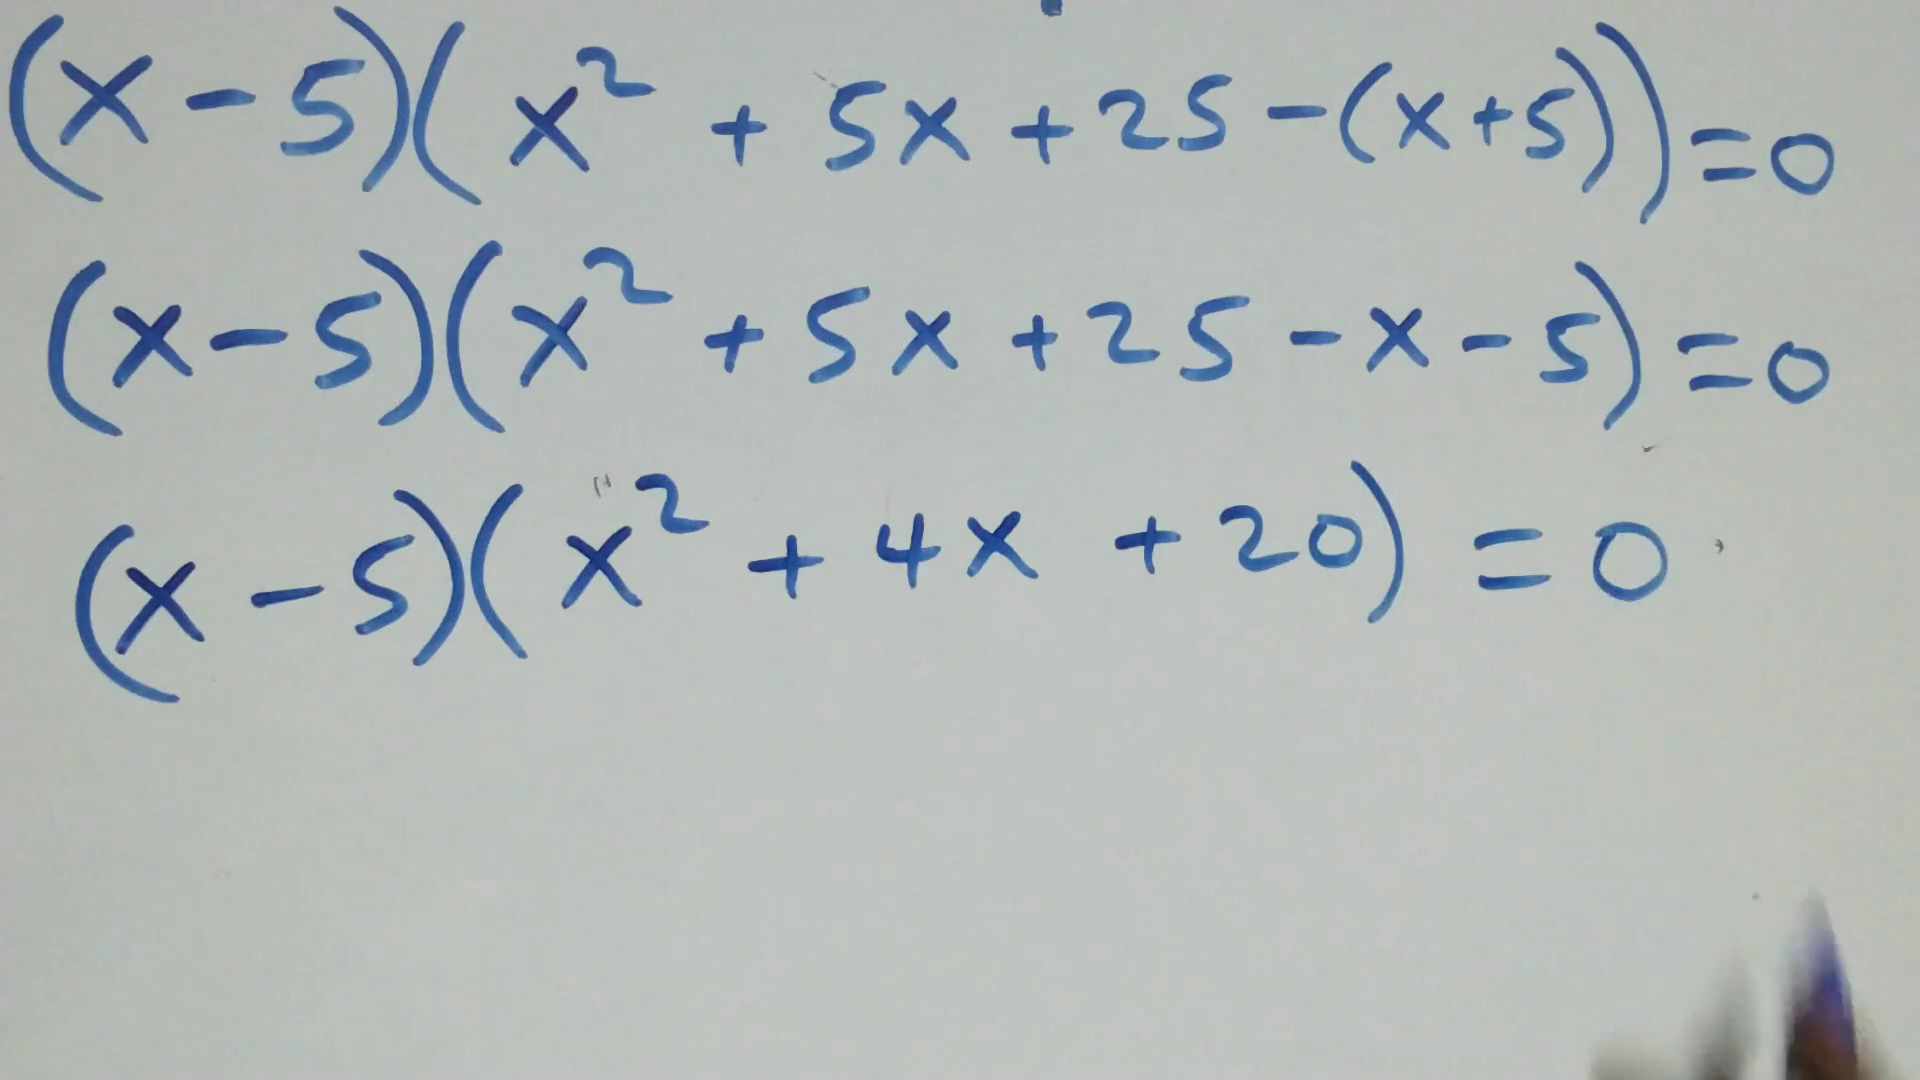 (x-5)(x² + 5x + 25 - (x+5)) = 0
(x-5)(x² + 5x + 25 - x - 5) = 0
(x-5)(x² + 4x + 20) = 0